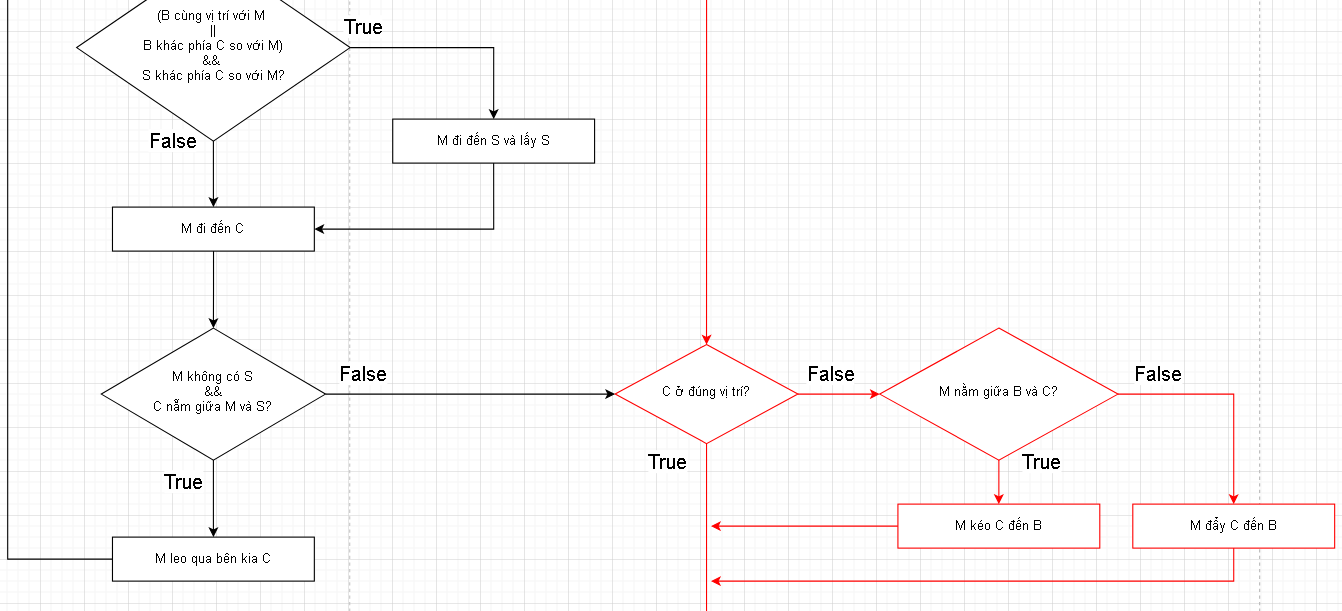 (B cùng vị trí với M
||
B khác phía C so với M)
&&
S khác phía C so với M?
True
False
M đi đến S và lấy S
M đi đến C
M không có S
&&
C nằm giữa M và S?
False
True
M leo qua bên kia C
C ở đúng vị trí?
False
True
M nằm giữa B và C?
False
True
M kéo C đến B
M đẩy C đến B